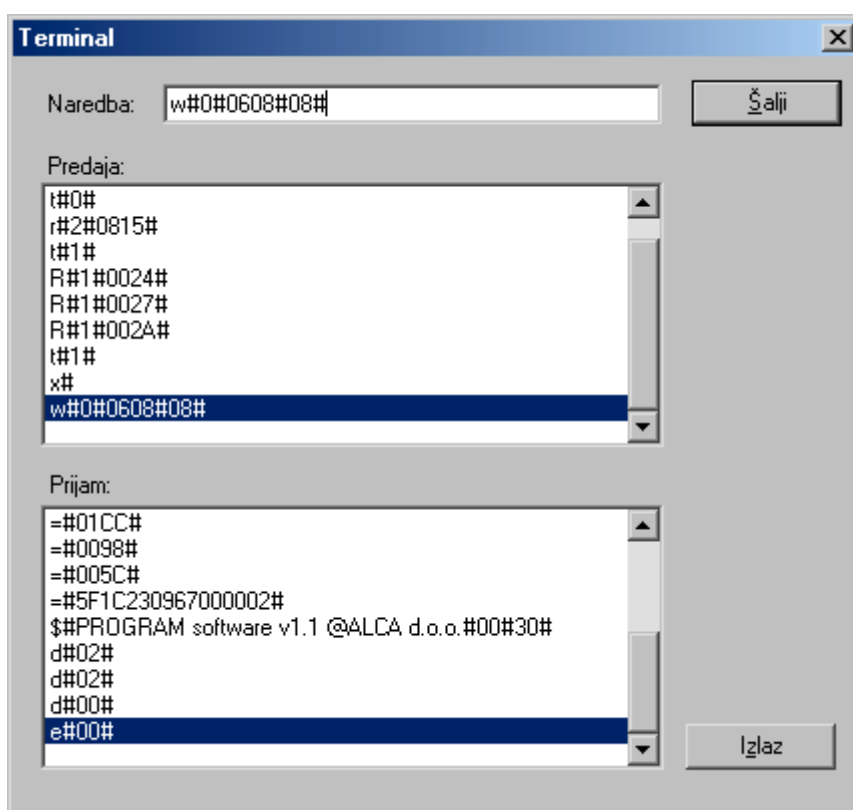 Terminal
Naredba: w#0#0608#08# Šalji
Predaja:
t#0#
r#2#0815#
t#1#
R#1#0024#
R#1#0027#
R#1#002A#
t#1#
x#
w#0#0608#08#
Prijam:
=#01CC#
=#0098#
=#005C#
=#5F1C230967000002#
$#PROGRAM software v1.1 @ALCA d.o.o.#00#30#
d#02#
d#02#
d#00#
e#00#
Izlaz